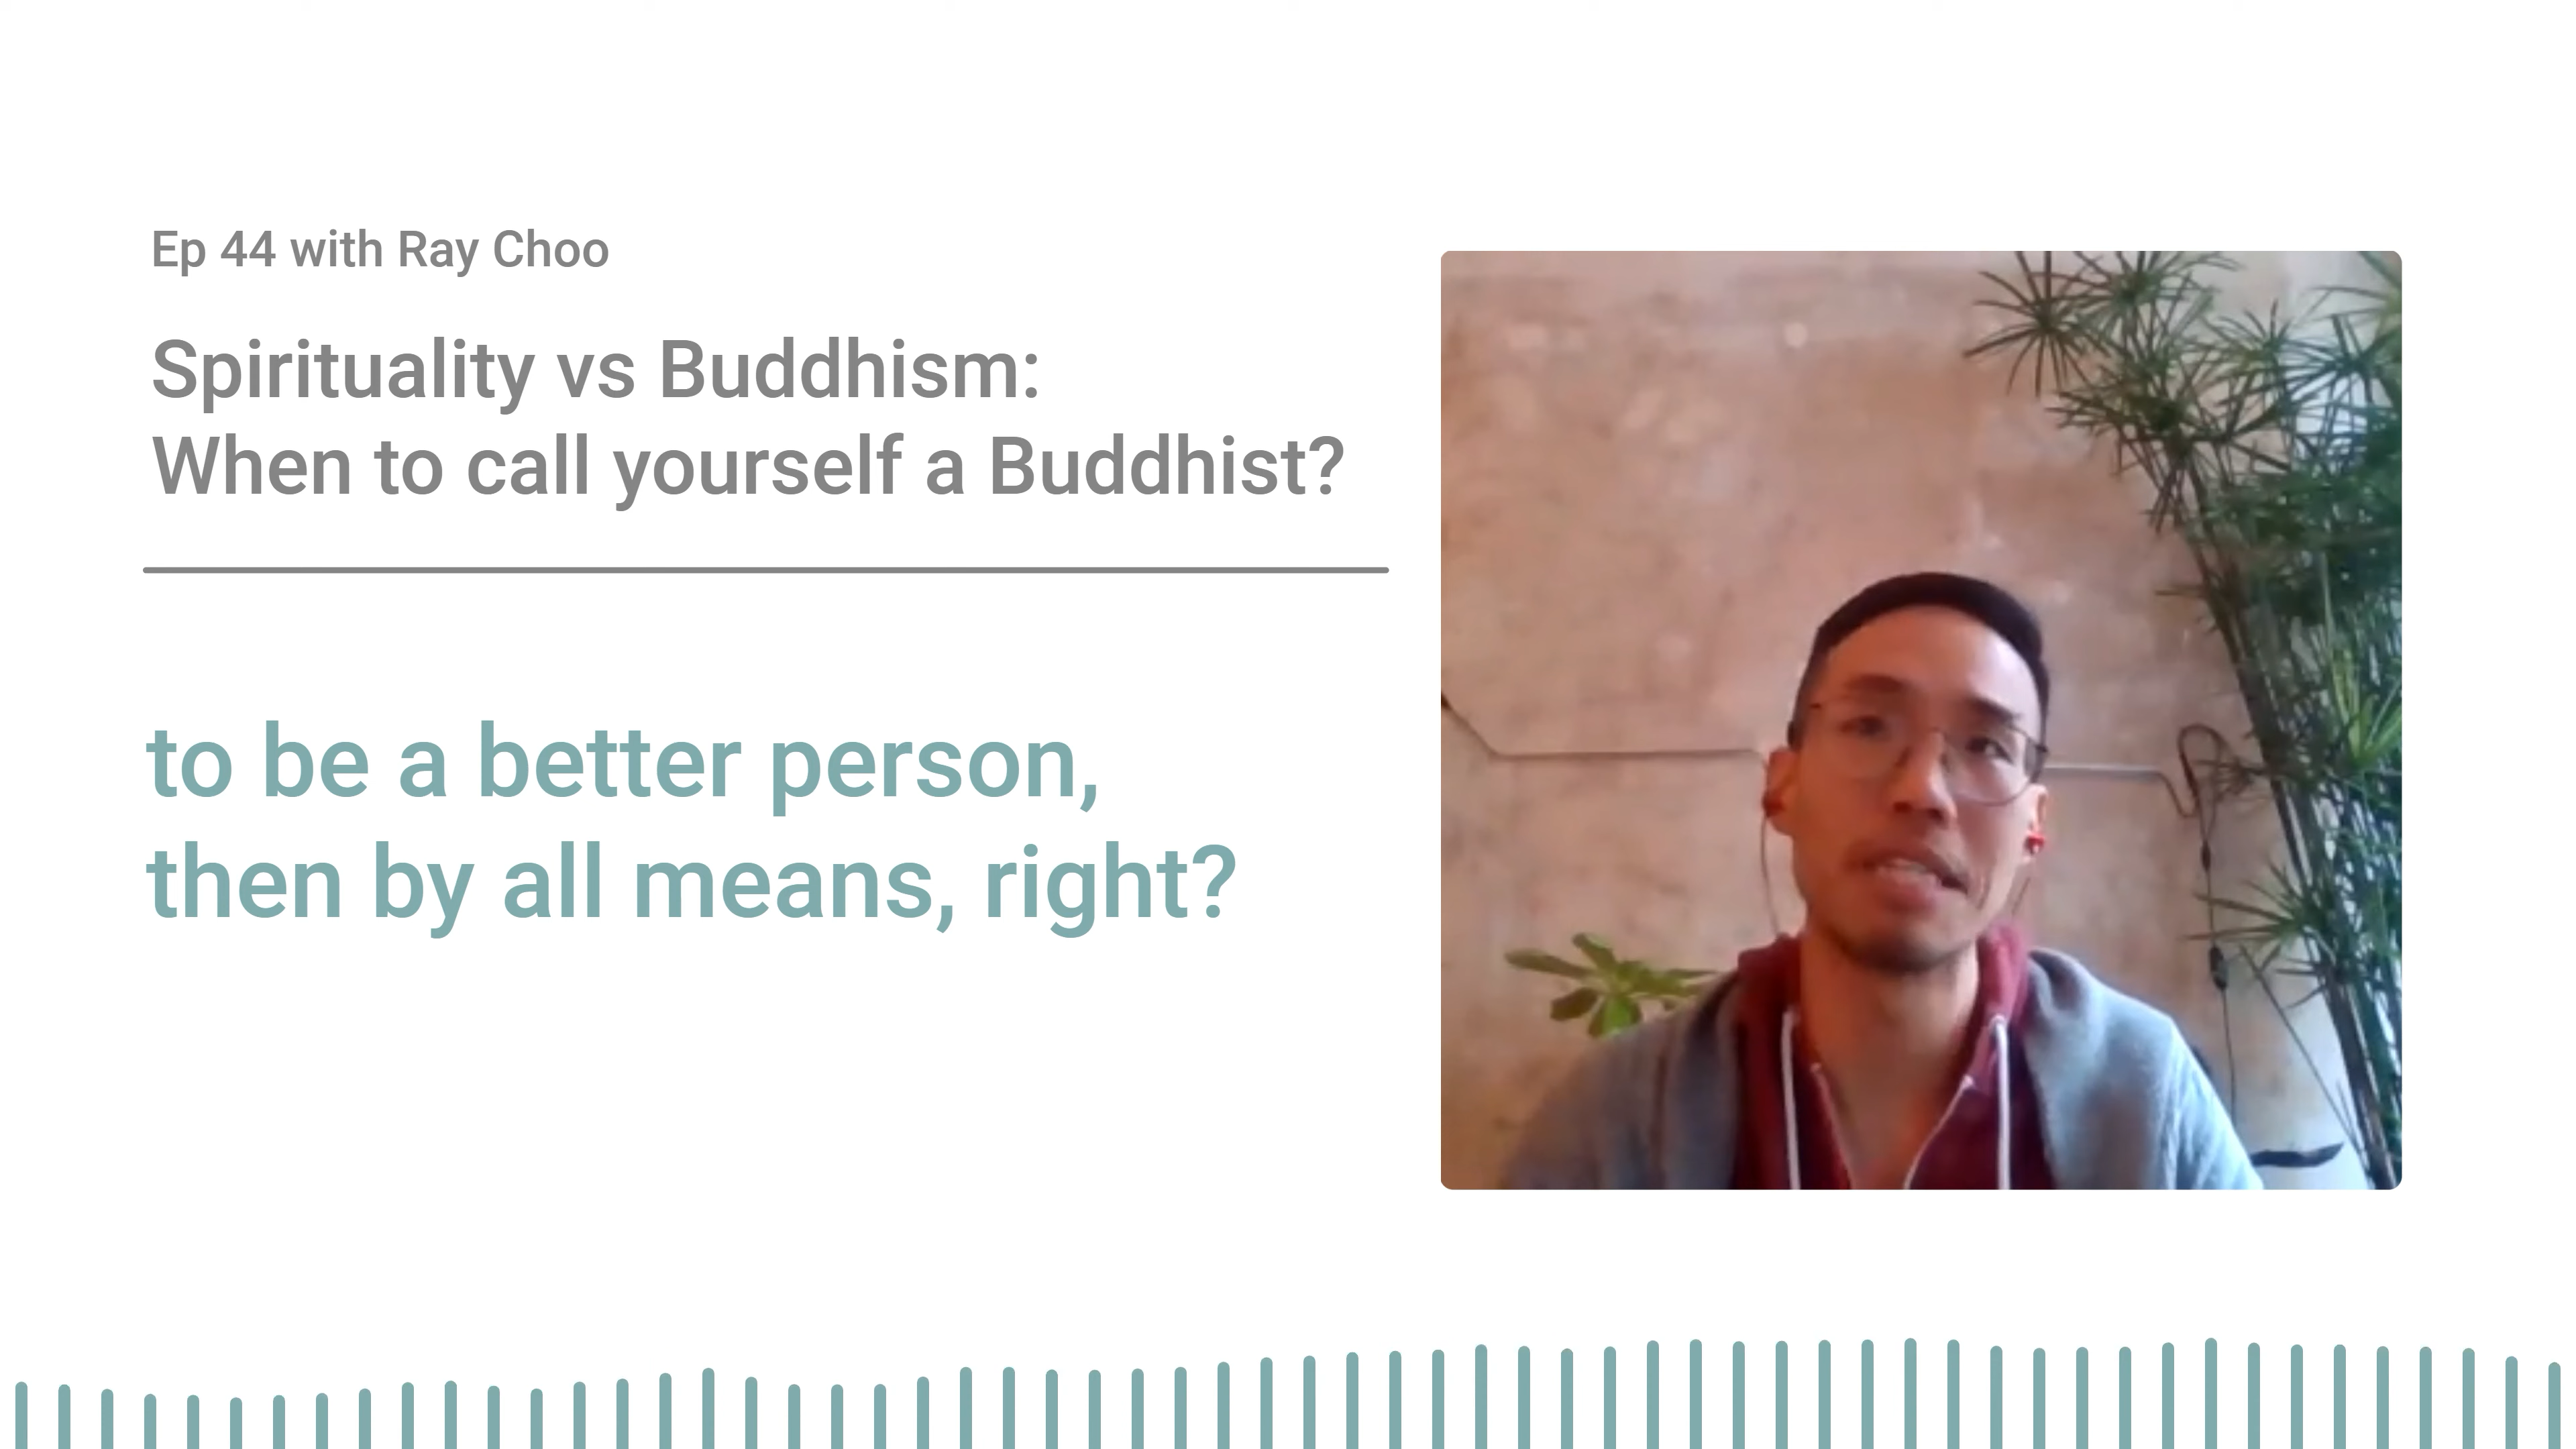 Ep 44 with Ray Choo
Spirituality vs Buddhism:
When to call yourself a Buddhist?
to be a better person,
then by all means, right?